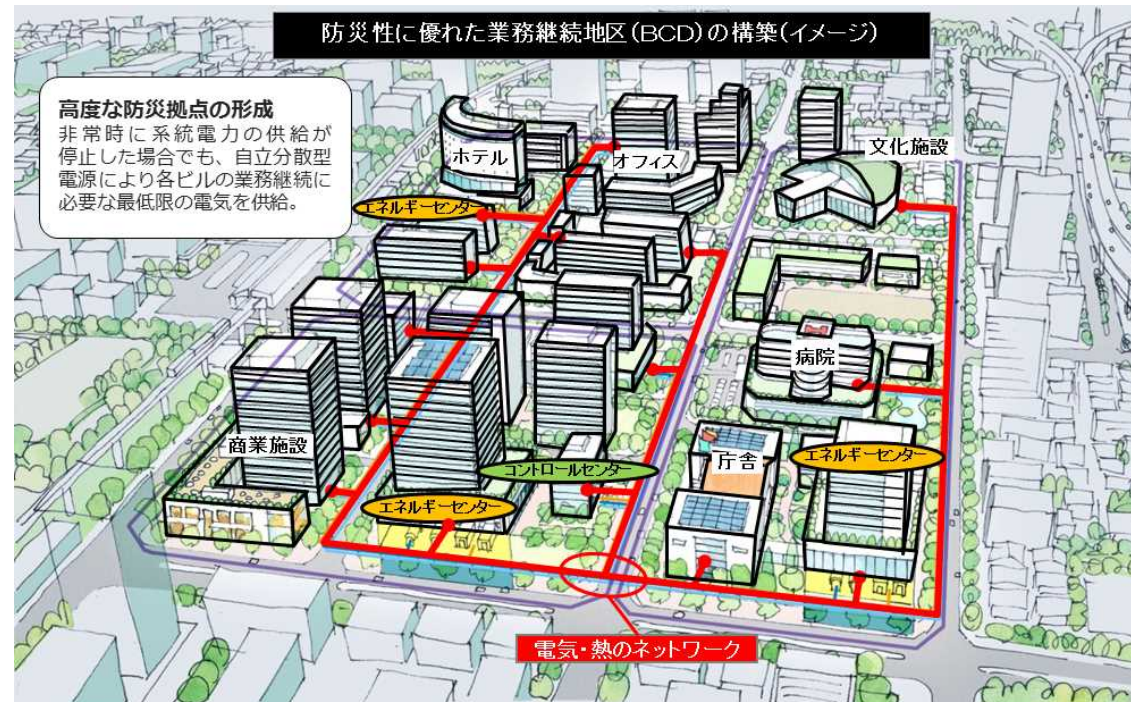 防災性に優れた業務継続地区(BCD)の構築(イメージ)
高度な防災拠点の形成
非常時に系統電力の供給が
停止した場合でも、自立分散型
電源により各ビルの業務継続に
必要な最低限の電気を供給。
ホテル
オフィス
文化施設
エネルギーセンター
病院
商業施設
コントロールセンター
庁舎
エネルギーセンター
エネルギーセンター
電気・熱のネットワーク